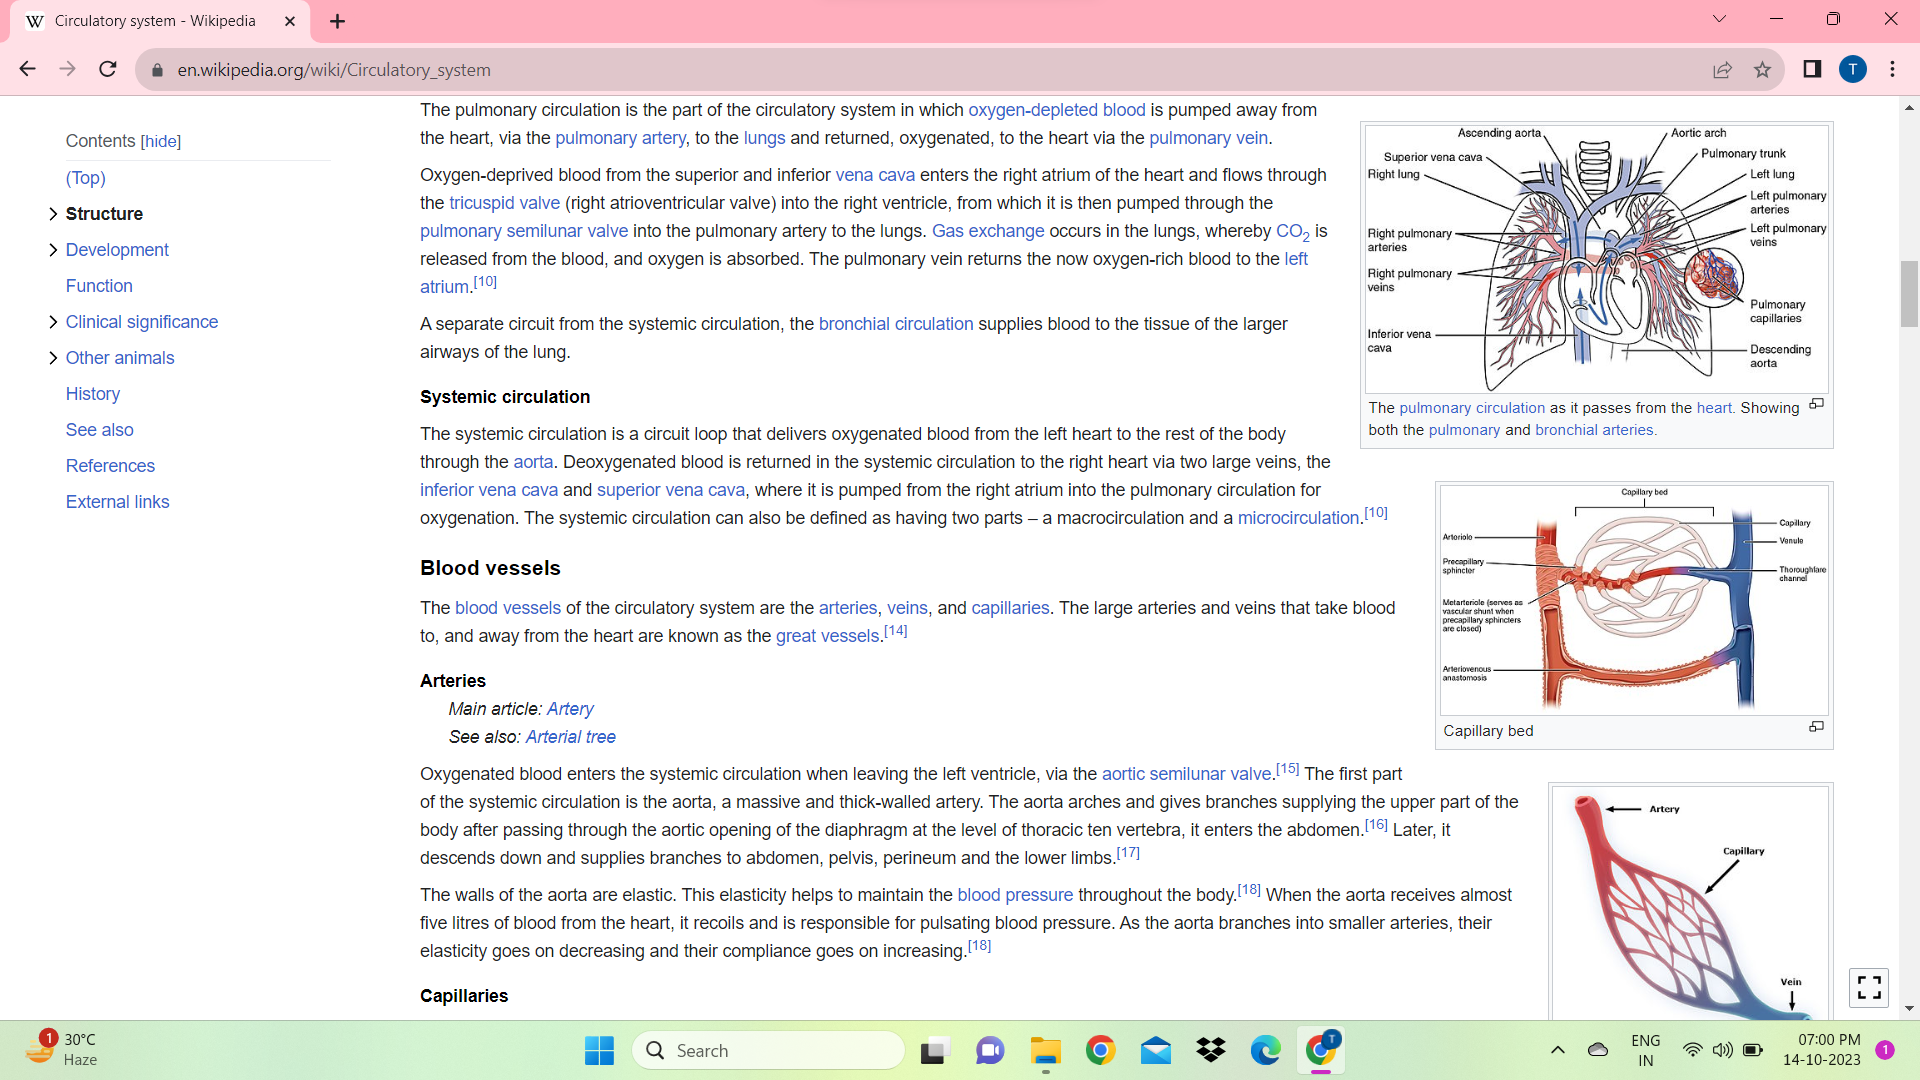 Circulatory system - Wikipedia
en.wikipedia.org/wiki/Circulatory_system
T
Contents [hide]
(Top)
Structure
Development
Function
Clinical significance
Other animals
History
See also
References
External links
The pulmonary circulation is the part of the circulatory system in which oxygen-depleted blood is pumped away from
the heart, via the pulmonary artery, to the lungs and returned, oxygenated, to the heart via the pulmonary vein.
Oxygen-deprived blood from the superior and inferior vena cava enters the right atrium of the heart and flows through
the tricuspid valve (right atrioventricular valve) into the right ventricle, from which it is then pumped through the
pulmonary semilunar valve into the pulmonary artery to the lungs. Gas exchange occurs in the lungs, whereby CO2 is
released from the blood, and oxygen is absorbed. The pulmonary vein returns the now oxygen-rich blood to the left
atrium.[10]
A separate circuit from the systemic circulation, the bronchial circulation supplies blood to the tissue of the larger
airways of the lung.
Systemic circulation
The systemic circulation is a circuit loop that delivers oxygenated blood from the left heart to the rest of the body
through the aorta. Deoxygenated blood is returned in the systemic circulation to the right heart via two large veins, the
inferior vena cava and superior vena cava, where it is pumped from the right atrium into the pulmonary circulation for
oxygenation. The systemic circulation can also be defined as having two parts – a macrocirculation and a microcirculation.[10]
Blood vessels
The blood vessels of the circulatory system are the arteries, veins, and capillaries. The large arteries and veins that take blood
to, and away from the heart are known as the great vessels.[14]
Arteries
Main article: Artery
See also: Arterial tree
Oxygenated blood enters the systemic circulation when leaving the left ventricle, via the aortic semilunar valve.[15] The first part
of the systemic circulation is the aorta, a massive and thick-walled artery. The aorta arches and gives branches supplying the upper part of the
body after passing through the aortic opening of the diaphragm at the level of thoracic ten vertebra, it enters the abdomen.[16] Later, it
descends down and supplies branches to abdomen, pelvis, perineum and the lower limbs.[17]
The walls of the aorta are elastic. This elasticity helps to maintain the blood pressure throughout the body.[18] When the aorta receives almost
five litres of blood from the heart, it recoils and is responsible for pulsating blood pressure. As the aorta branches into smaller arteries, their
elasticity goes on decreasing and their compliance goes on increasing.[18]
Capillaries
Ascending aorta
Aortic arch
Superior vena cava
Pulmonary trunk
Right lung
Left lung
Left pulmonary
arteries
Left pulmonary
veins
Right pulmonary
arteries
Right pulmonary
veins
Pulmonary
capillaries
Inferior vena
cava
Descending
aorta
The pulmonary circulation as it passes from the heart. Showing
both the pulmonary and bronchial arteries.
Capillary bed
Capillary
Arteriole
Venule
Precapillary
sphincter
Thoroughfare
channel
Metarteriole (serves as
vascular shunt when
precapillary sphincters
are closed)
Arteriovenous
anastomosis
Capillary bed
Artery
Capillary
Vein
1
30°C
Haze
Search
T
ENG
IN
07:00 PM
14-10-2023
1